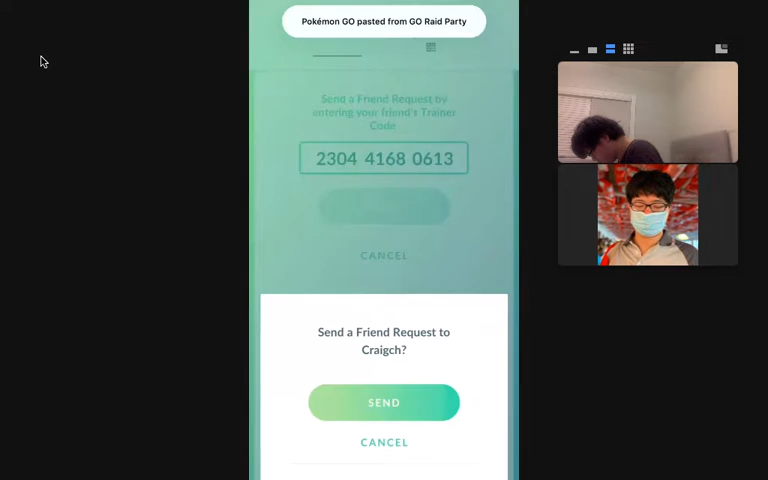 Pokémon GO pasted from GO Raid Party
Send a Friend Request by
entering your friend's Trainer
Code
2304 4168 0613
CANCEL
Send a Friend Request to
Craigch?
SEND
CANCEL